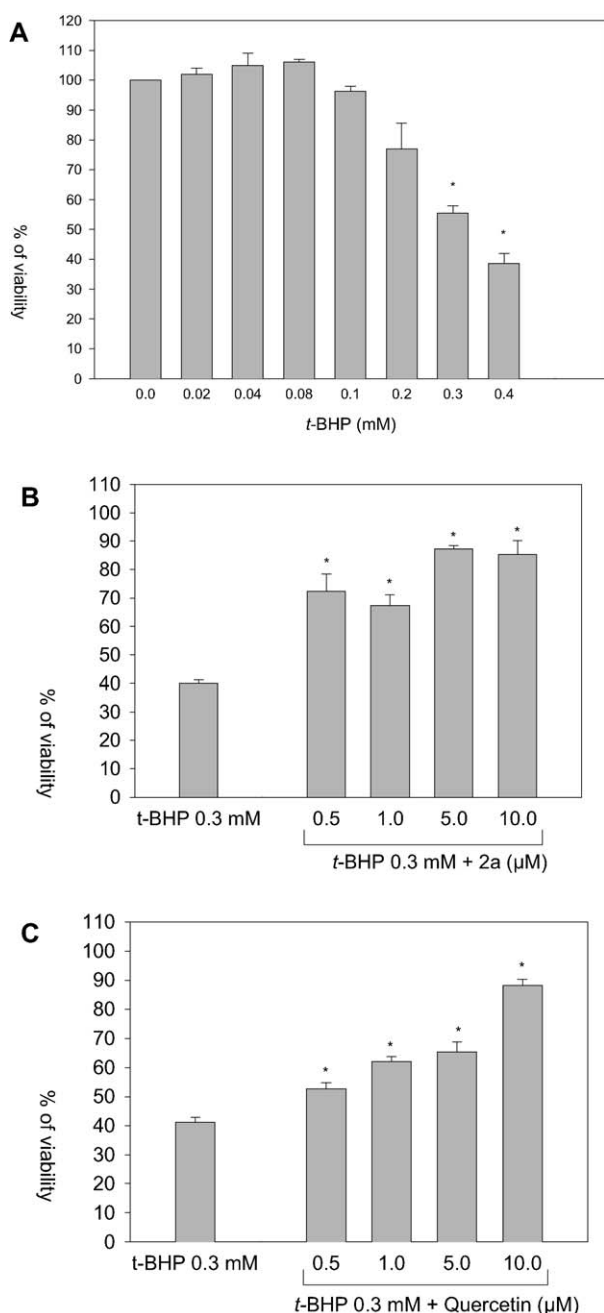 A
120
110
100
90
80
70
60
50
40
30
20
10
0
% of viability
*
*
0.0 0.02 0.04 0.08 0.1 0.2 0.3 0.4
t-BHP (mM)
B
110
100
90
80
70
60
50
40
30
20
10
0
% of viability
* * * *
t-BHP 0.3 mM 0.5 1.0 5.0 10.0
t-BHP 0.3 mM + 2a (µM)
C
110
100
90
80
70
60
50
40
30
20
10
0
% of viability
* * * *
t-BHP 0.3 mM 0.5 1.0 5.0 10.0
t-BHP 0.3 mM + Quercetin (µM)